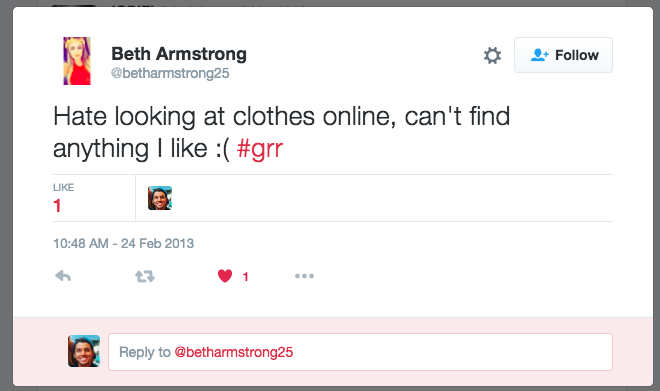 Beth Armstrong
@betharmstrong25
Follow
Hate looking at clothes online, can't find
anything I like :( #grr
LIKE
1
10:48 AM - 24 Feb 2013
1
Reply to @betharmstrong25